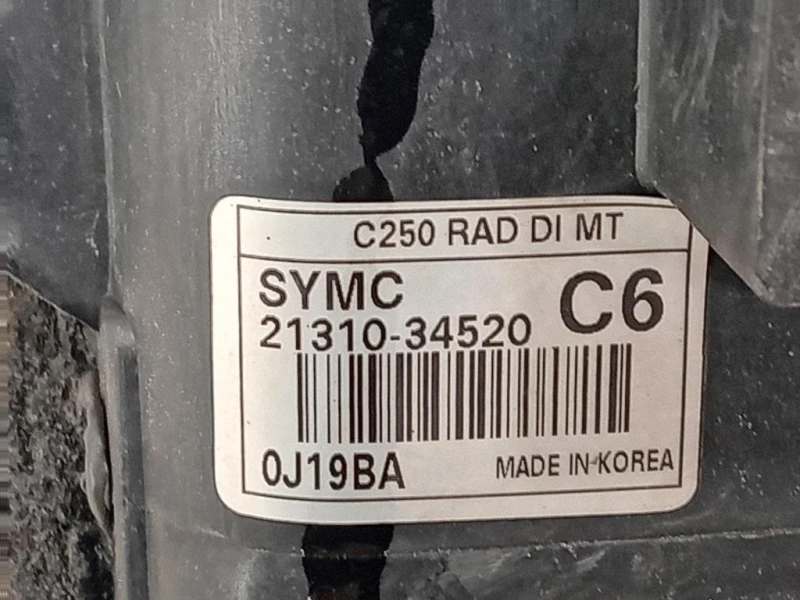 C250 RAD DI MT
SYMC
C6
21310-34520
0J19BA
MADE IN KOREA